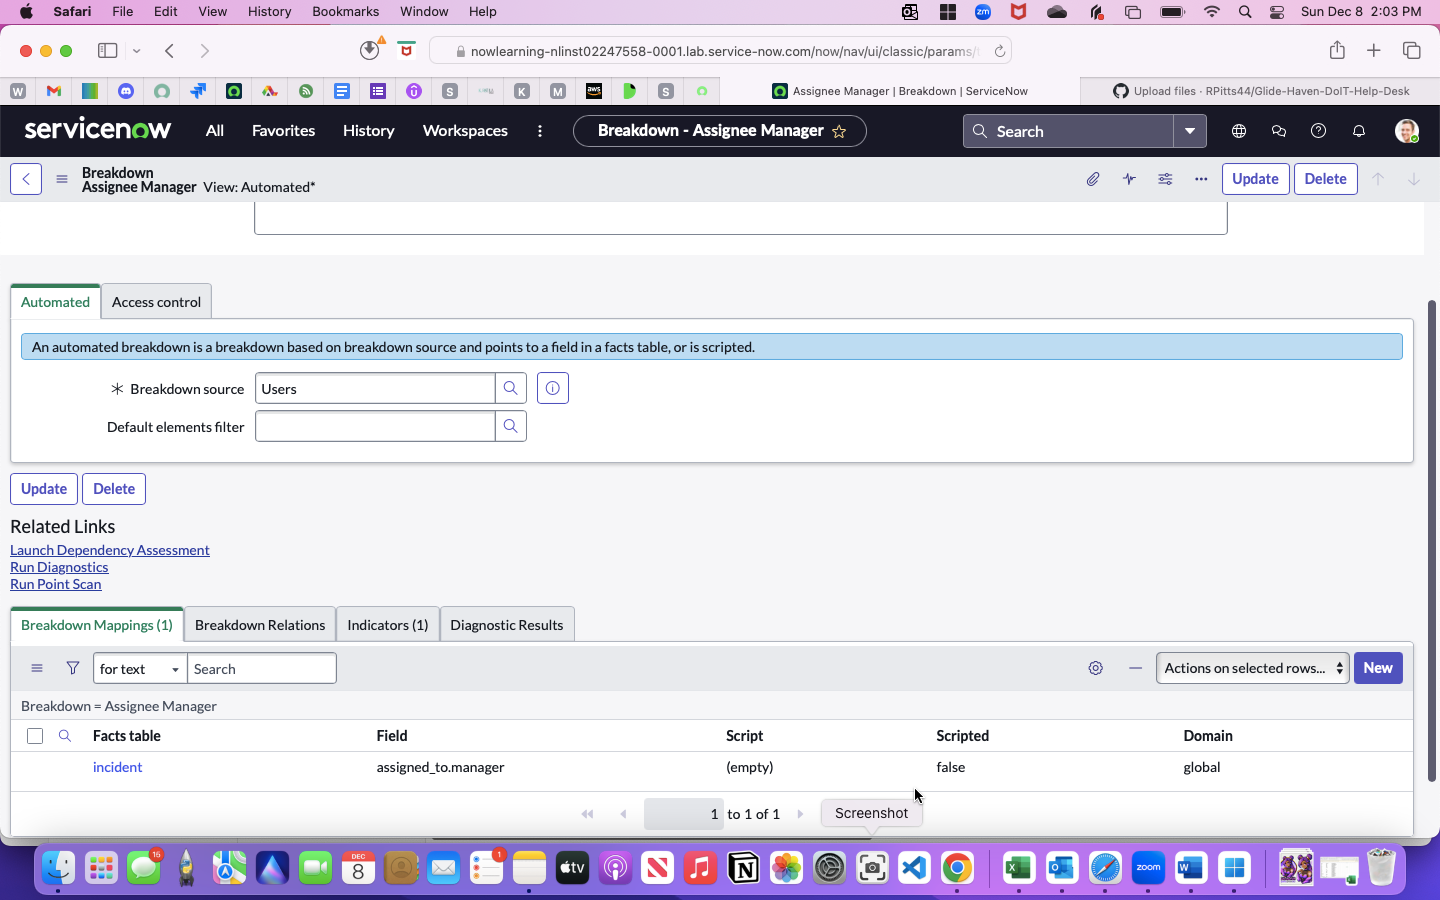 Safari File Edit View History Bookmarks Window Help zm Sun Dec 8 2:03 PM
nowlearning-nlinst02247558-0001.lab.service-now.com/now/nav/ui/classic/params/
W S K M aws S Assignee Manager | Breakdown | ServiceNow Upload files · RPitts44/Glide-Haven-DoIT-Help-Desk
servicenow All Favorites History Workspaces Breakdown - Assignee Manager Search
Breakdown
Assignee Manager View: Automated*
Update Delete
Automated Access control
An automated breakdown is a breakdown based on breakdown source and points to a field in a facts table, or is scripted.
Breakdown source Users
Default elements filter
Update Delete
Related Links
Launch Dependency Assessment
Run Diagnostics
Run Point Scan
Breakdown Mappings (1) Breakdown Relations Indicators (1) Diagnostic Results
for text Search Actions on selected rows... New
Breakdown = Assignee Manager
Facts table Field Script Scripted Domain
incident assigned_to.manager (empty) false global
1 to 1 of 1
Screenshot
15 DEC 8 1 tv zoom